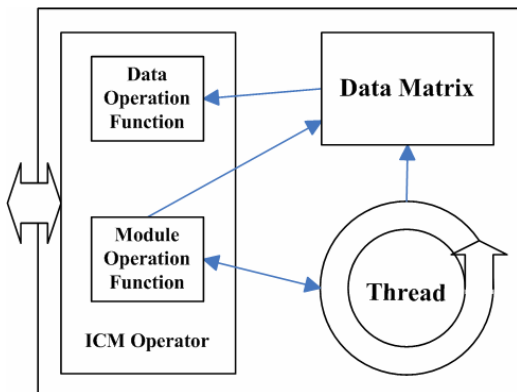 Data
Operation
Function
Data Matrix
Module
Operation
Function
Thread
ICM Operator